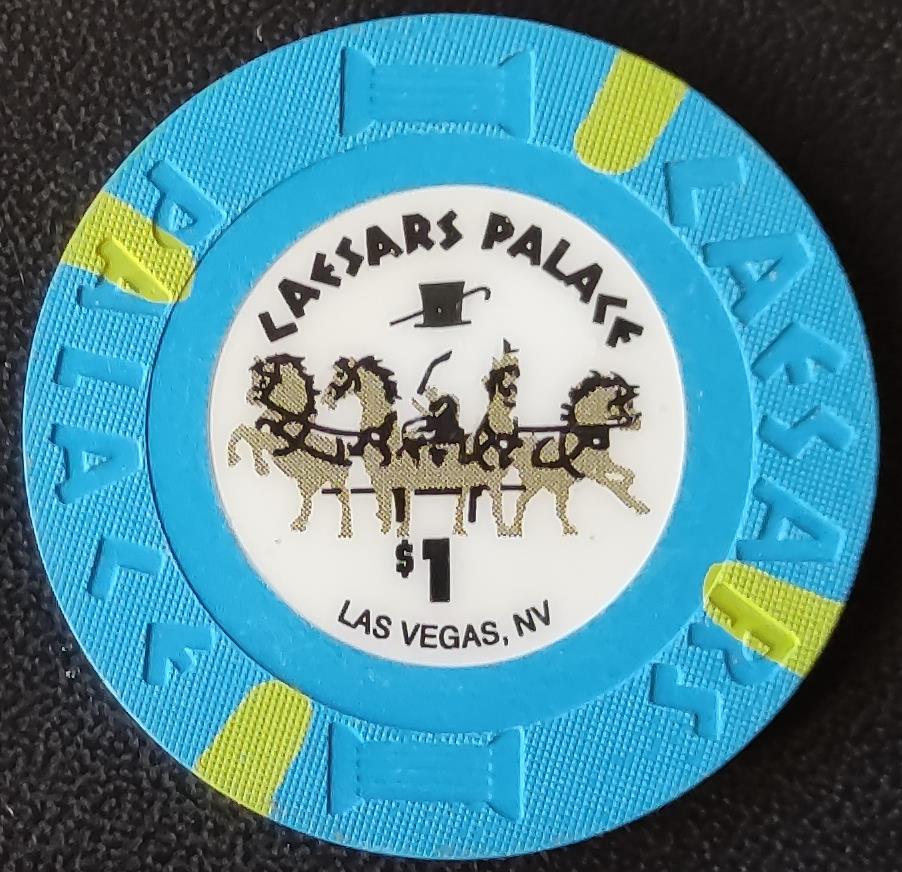 CAESARS PALACE
$1
LAS VEGAS, NV
CAESARS
PALACE